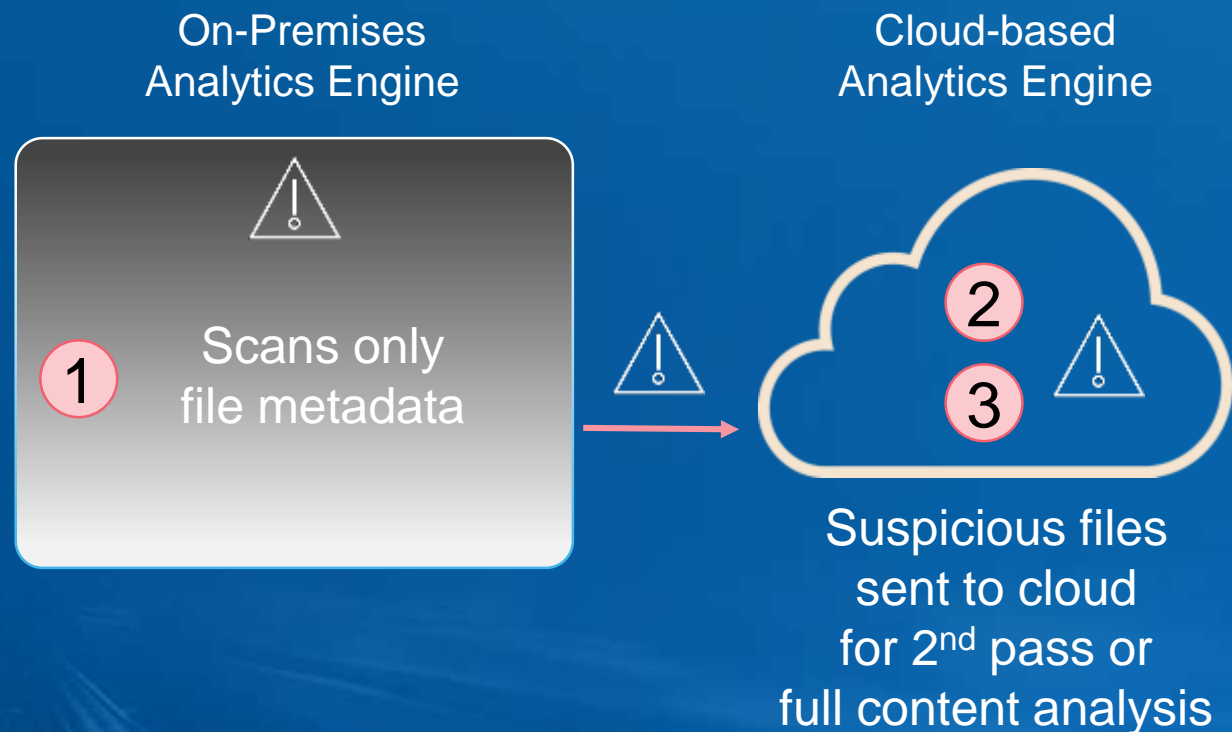 On-Premises
Analytics Engine
Cloud-based
Analytics Engine
1
Scans only
file metadata
2
3
Suspicious files
sent to cloud
for 2nd pass or
full content analysis